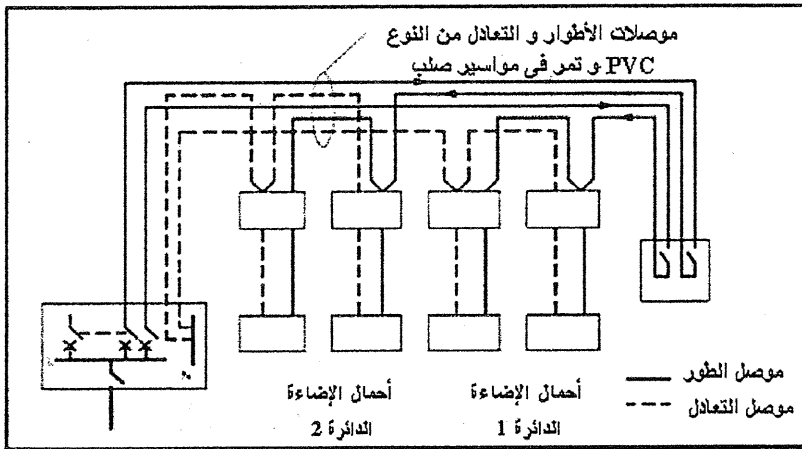 موصلات الأطوار و التعادل من النوع
PVC و تمر فى مواسير صلب
أحمال الإضاءة
الدائرة 2
أحمال الإضاءة
الدائرة 1
موصل الطور
موصل التعادل